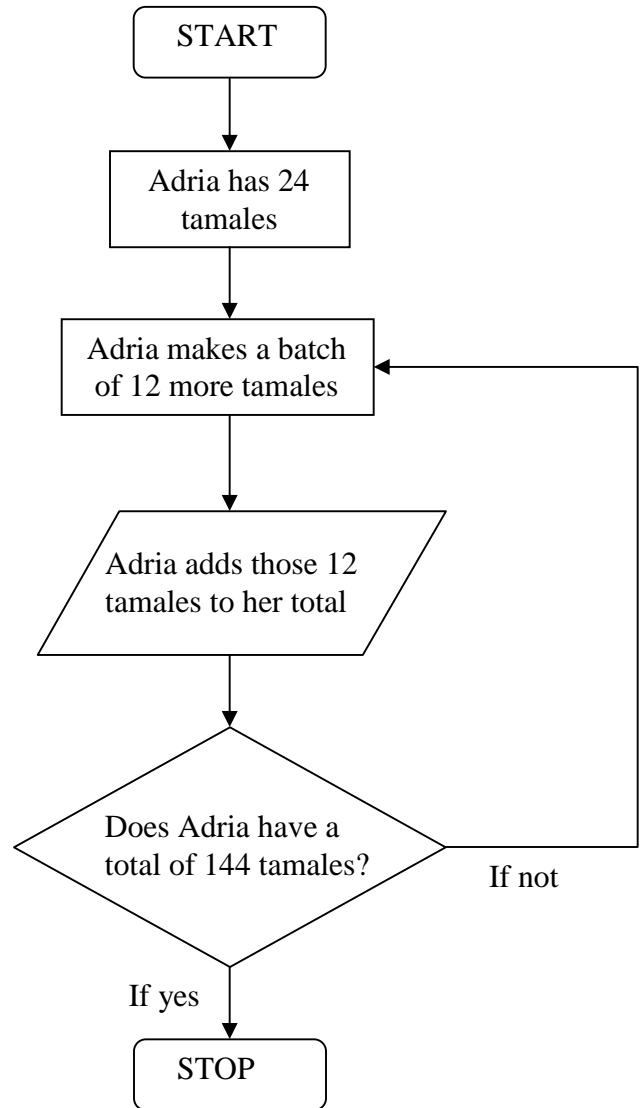 START
Adria has 24
tamales
Adria makes a batch
of 12 more tamales
Adria adds those 12
tamales to her total
Does Adria have a
total of 144 tamales?
If not
If yes
STOP